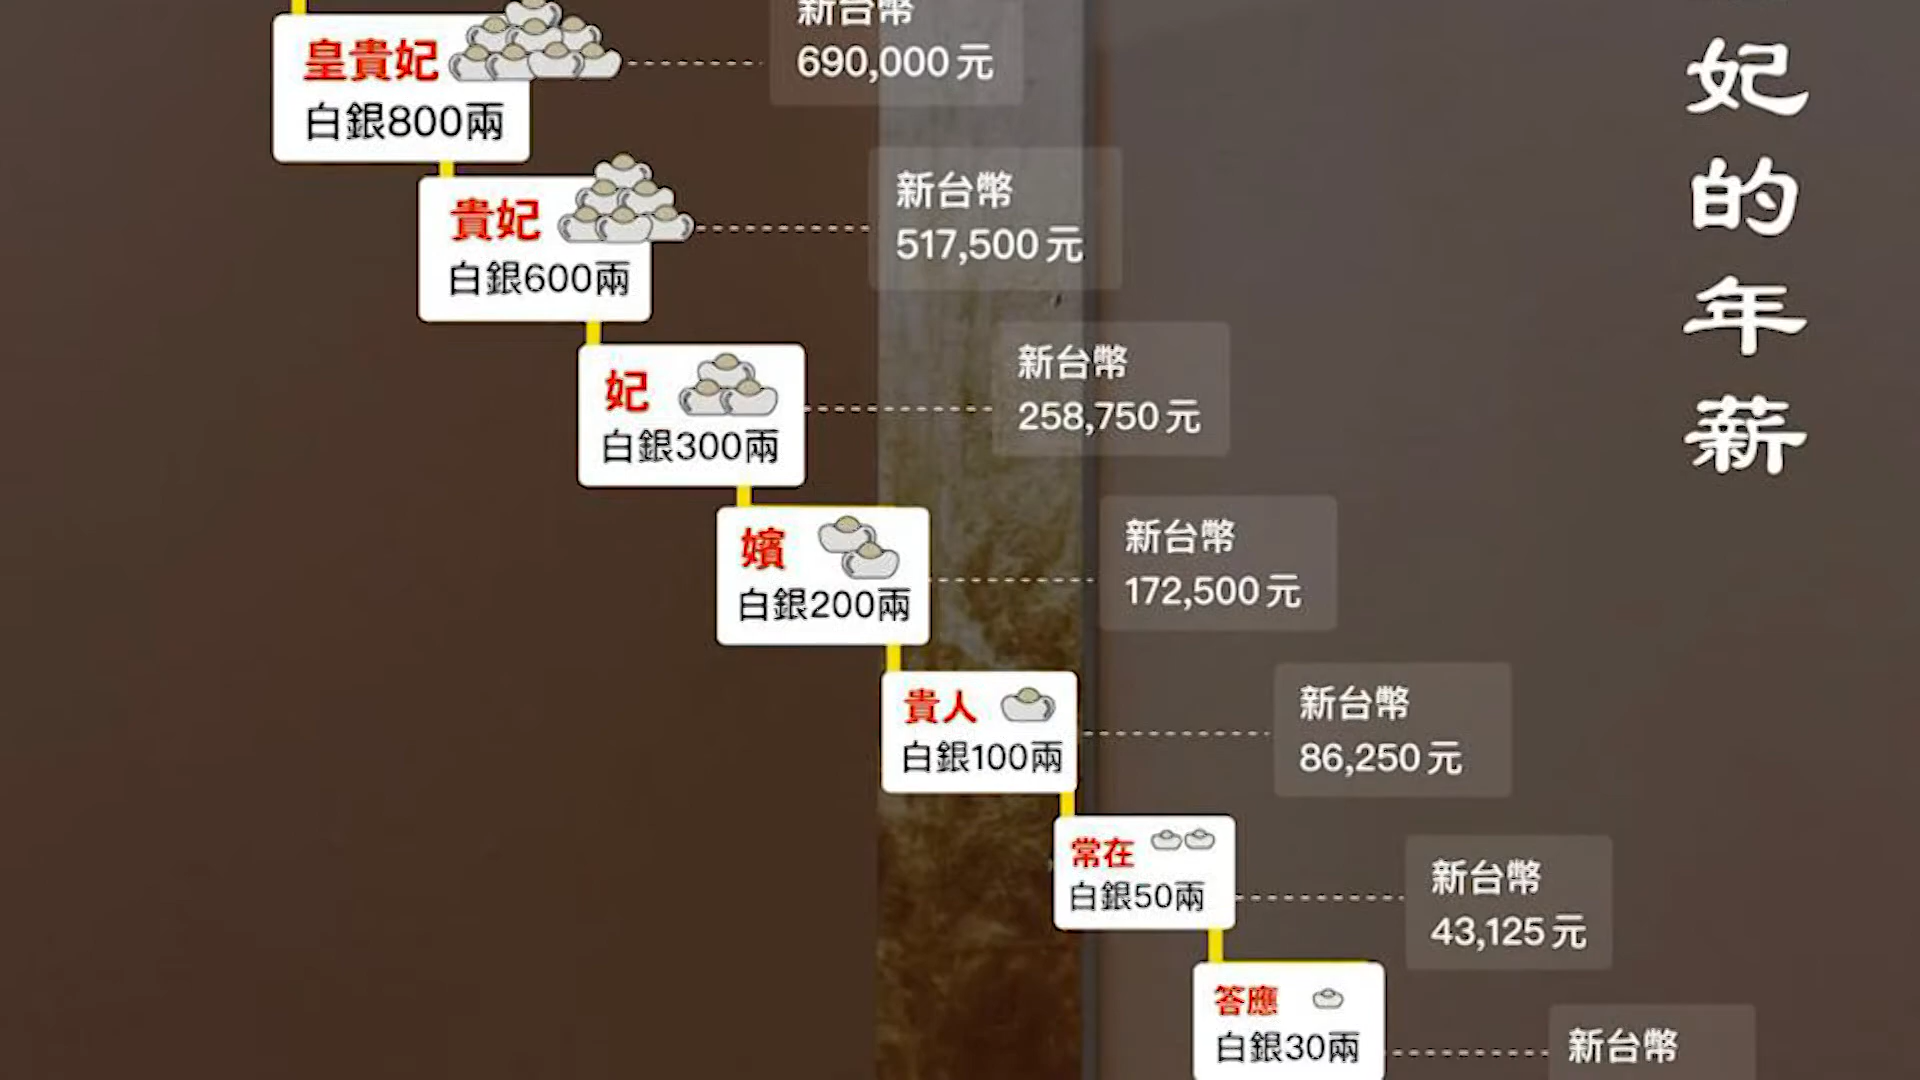 皇貴妃
白銀800兩
新台幣
690,000元
貴妃
白銀600兩
新台幣
517,500元
妃
白銀300兩
新台幣
258,750元
嬪
白銀200兩
新台幣
172,500元
貴人
白銀100兩
新台幣
86,250元
常在
白銀50兩
新台幣
43,125元
答應
白銀30兩
新台幣
妃的年薪